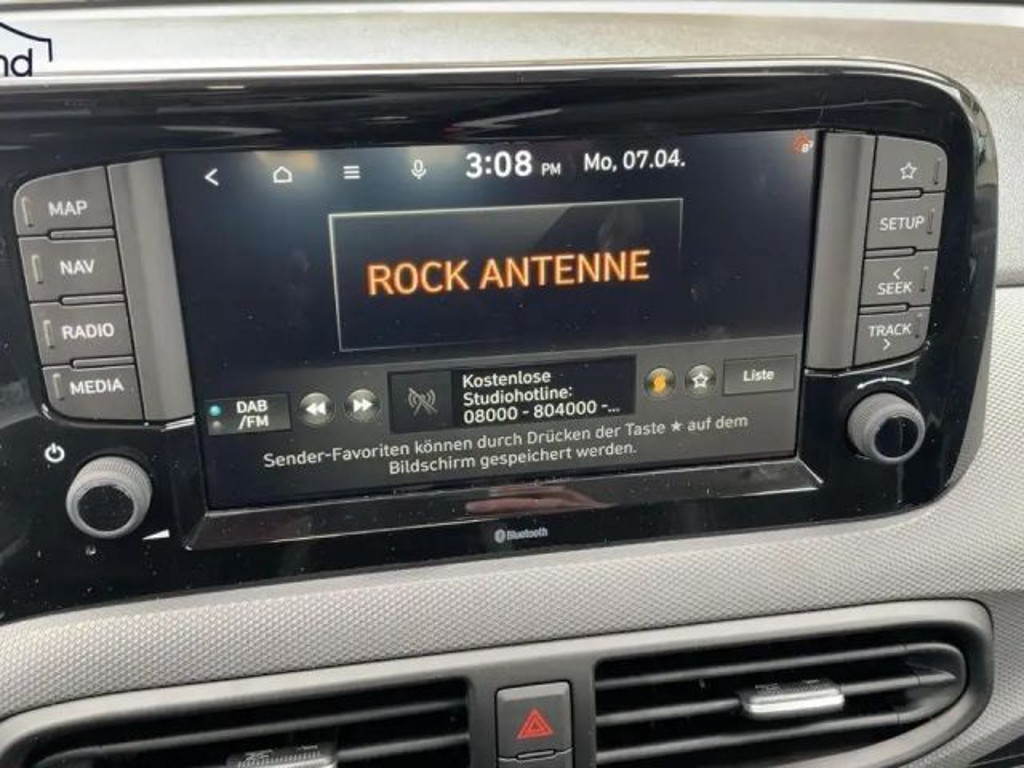 nd
MAP
NAV
RADIO
MEDIA
3:08 PM Mo, 07.04.
ROCK ANTENNE
DAB
/FM
Kostenlose
Studiohotline:
08000 - 804000 -...
Liste
Sender-Favoriten können durch Drücken der Taste ★ auf dem
Bildschirm gespeichert werden.
SETUP
<
SEEK
TRACK
>
Bluetooth